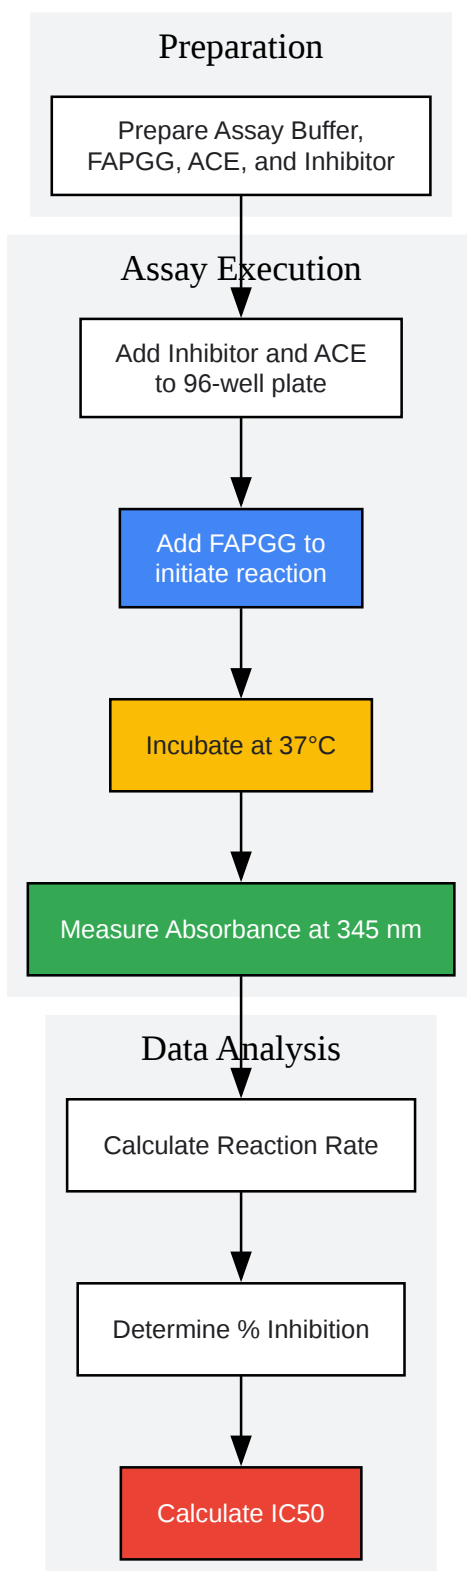 Preparation
Prepare Assay Buffer,
FAPGG, ACE, and Inhibitor
Assay Execution
Add Inhibitor and ACE
to 96-well plate
Add FAPGG to
initiate reaction
Incubate at 37°C
Measure Absorbance at 345 nm
Data Analysis
Calculate Reaction Rate
Determine % Inhibition
Calculate IC50